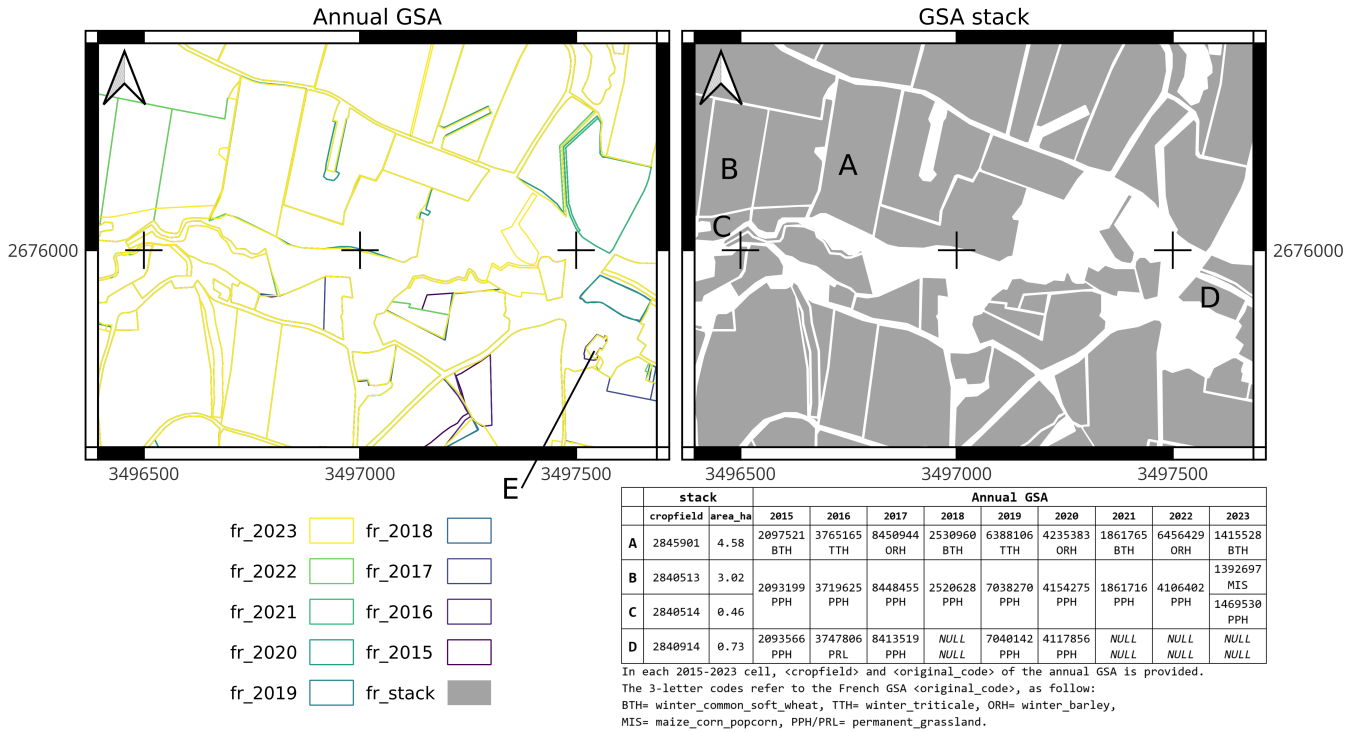 Annual GSA
GSA stack
A
B
C
D
2676000
2676000
3496500 3497000 3497500
3496500 3497000 3497500
E
fr_2023 fr_2018
fr_2022 fr_2017
fr_2021 fr_2016
fr_2020 fr_2015
fr_2019 fr_stack
stack Annual GSA
cropfield area_ha 2015 2016 2017 2018 2019 2020 2021 2022 2023
A 2845901 4.58 2097521 3765165 8450944 2530960 6388106 4235383 1861765 6456429 1415528
BTH TTH ORH BTH TTH ORH BTH ORH BTH
B 2840513 3.02 1392697
MIS
2093199 3719625 8448455 2520628 7038270 4154275 1861716 4106402
PPH PPH PPH PPH PPH PPH PPH PPH
C 2840514 0.46 1469530
PPH
D 2840914 0.73 2093566 3747806 8413519 NULL 7040142 4117856 NULL NULL NULL
PPH PRL PPH NULL PPH PPH NULL NULL NULL
In each 2015-2023 cell, <cropfield> and <original_code> of the annual GSA is provided.
The 3-letter codes refer to the French GSA <original_code>, as follow:
BTH= winter_common_soft_wheat, TTH= winter_triticale, ORH= winter_barley,
MIS= maize_corn_popcorn, PPH/PRL= permanent_grassland.